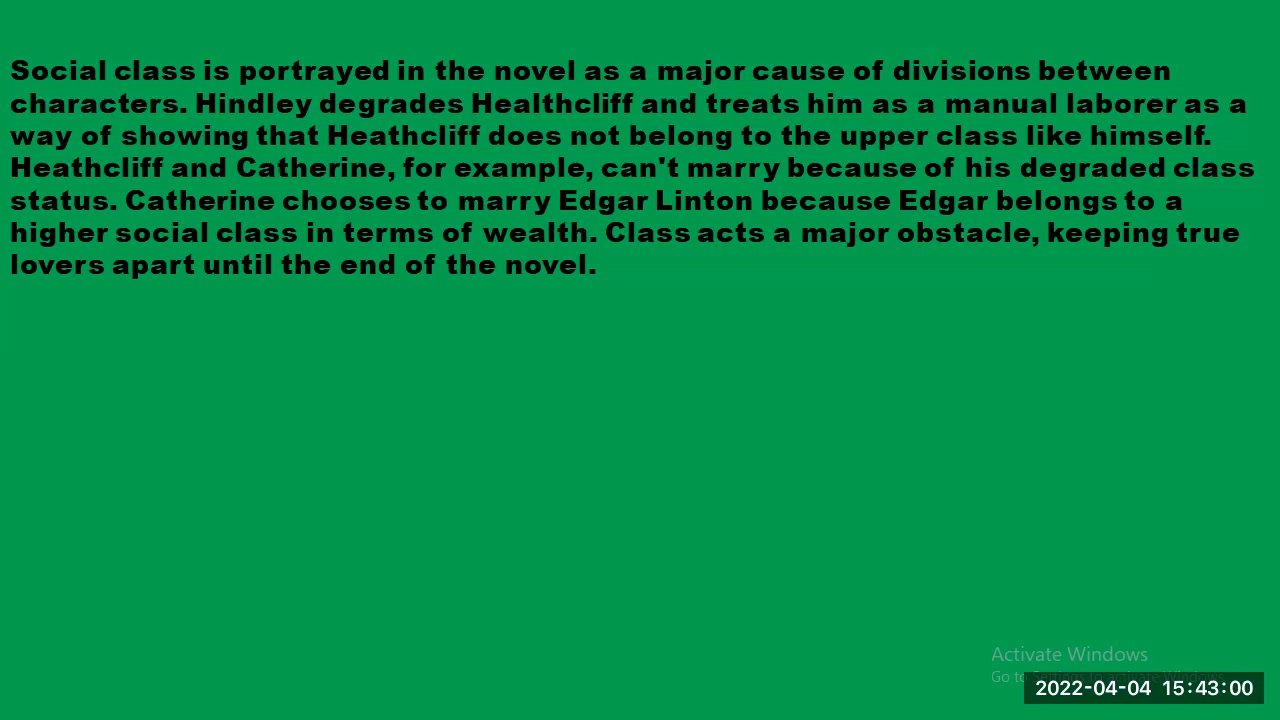 Social class is portrayed in the novel as a major cause of divisions between
characters. Hindley degrades Healthcliff and treats him as a manual laborer as a
way of showing that Heathcliff does not belong to the upper class like himself.
Heathcliff and Catherine, for example, can't marry because of his degraded class
status. Catherine chooses to marry Edgar Linton because Edgar belongs to a
higher social class in terms of wealth. Class acts a major obstacle, keeping true
lovers apart until the end of the novel.
Activate Windows
Go to
2022-04-04 15:43:00